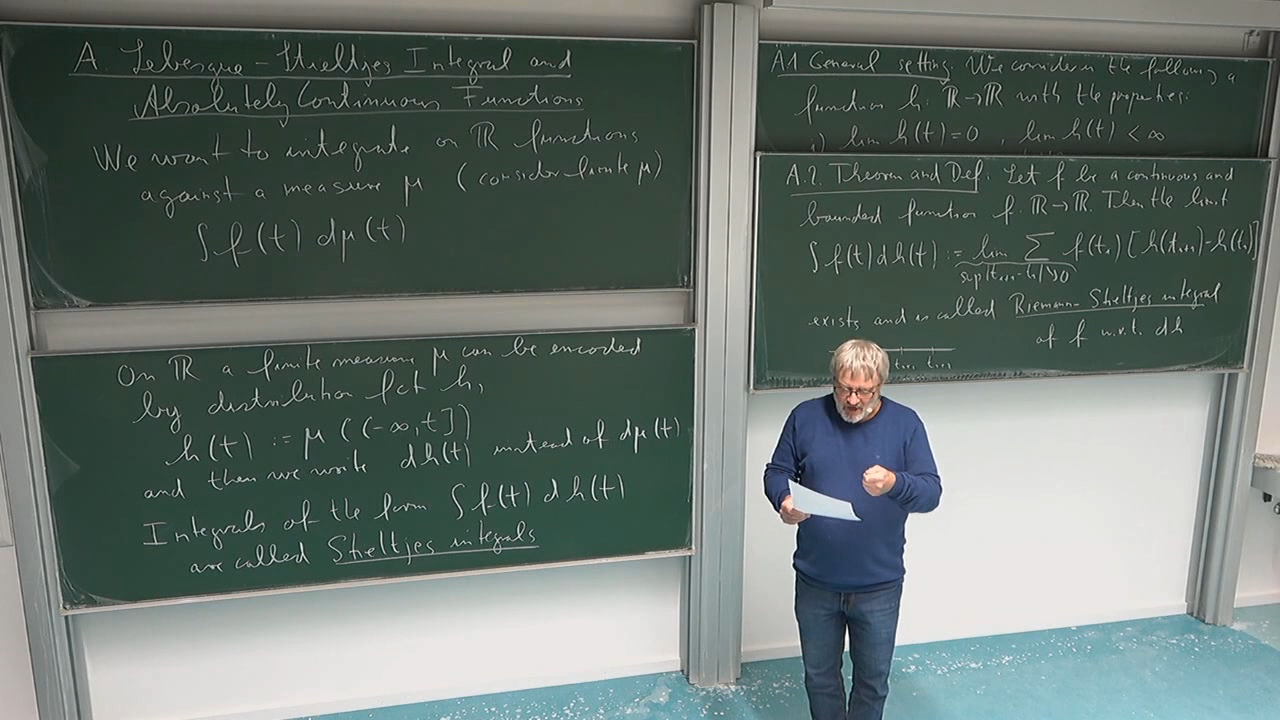 A. Lebesgue - Stieltjes Integral and
Absolutely Continuous Functions
We want to integrate on ℝ functions
against a measure μ (consider finite μ)
∫ f(t) dμ(t)
On ℝ a finite measure μ can be encoded
by distribution fct h,
h(t) := μ((-∞,t])
and then we write dh(t) instead of dμ(t)
Integrals of the form ∫ f(t) dh(t)
are called Stieltjes integrals
A.1 General setting: We consider in the following a
function h: ℝ→ℝ with the properties:
i) lim h(t) = 0 , lim h(t) < ∞
A.2. Theorem and Def: Let f be a continuous and
bounded function f: ℝ→ℝ. Then the limit
∫ f(t) dh(t) := lim Σ f(t_n) [h(t_{n+1}) - h(t_n)]
exists and is called Riemann-Stieltjes integral
of f w.r.t. dh